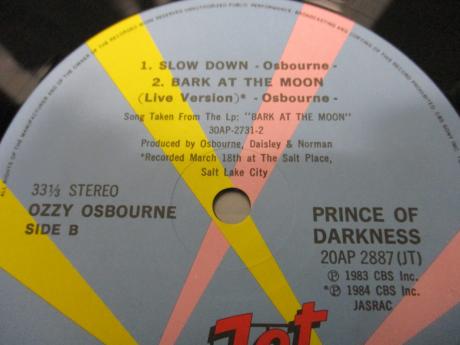 1. SLOW DOWN - Osbourne -
2. BARK AT THE MOON
(Live Version)* - Osbourne -
Song Taken From The Lp: "BARK AT THE MOON"
30AP-2731-2
Produced by Osbourne, Daisley & Norman
*Recorded March 18th at The Salt Place,
Salt Lake City
33⅓ STEREO
OZZY OSBOURNE
SIDE B
PRINCE OF
DARKNESS
20AP 2887 (JT)
Ⓟ 1983 CBS Inc.
*Ⓟ 1984 CBS Inc.
JASRAC
Jet